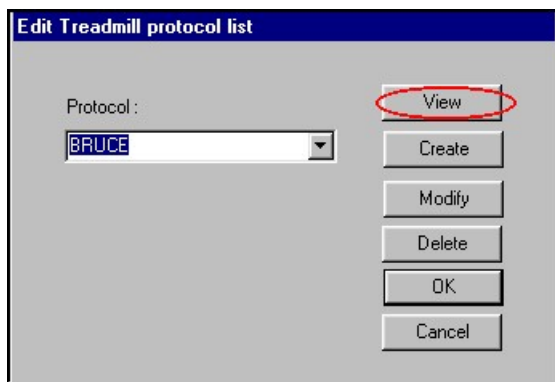 Edit Treadmill protocol list
Protocol :
BRUCE
View
Create
Modify
Delete
OK
Cancel